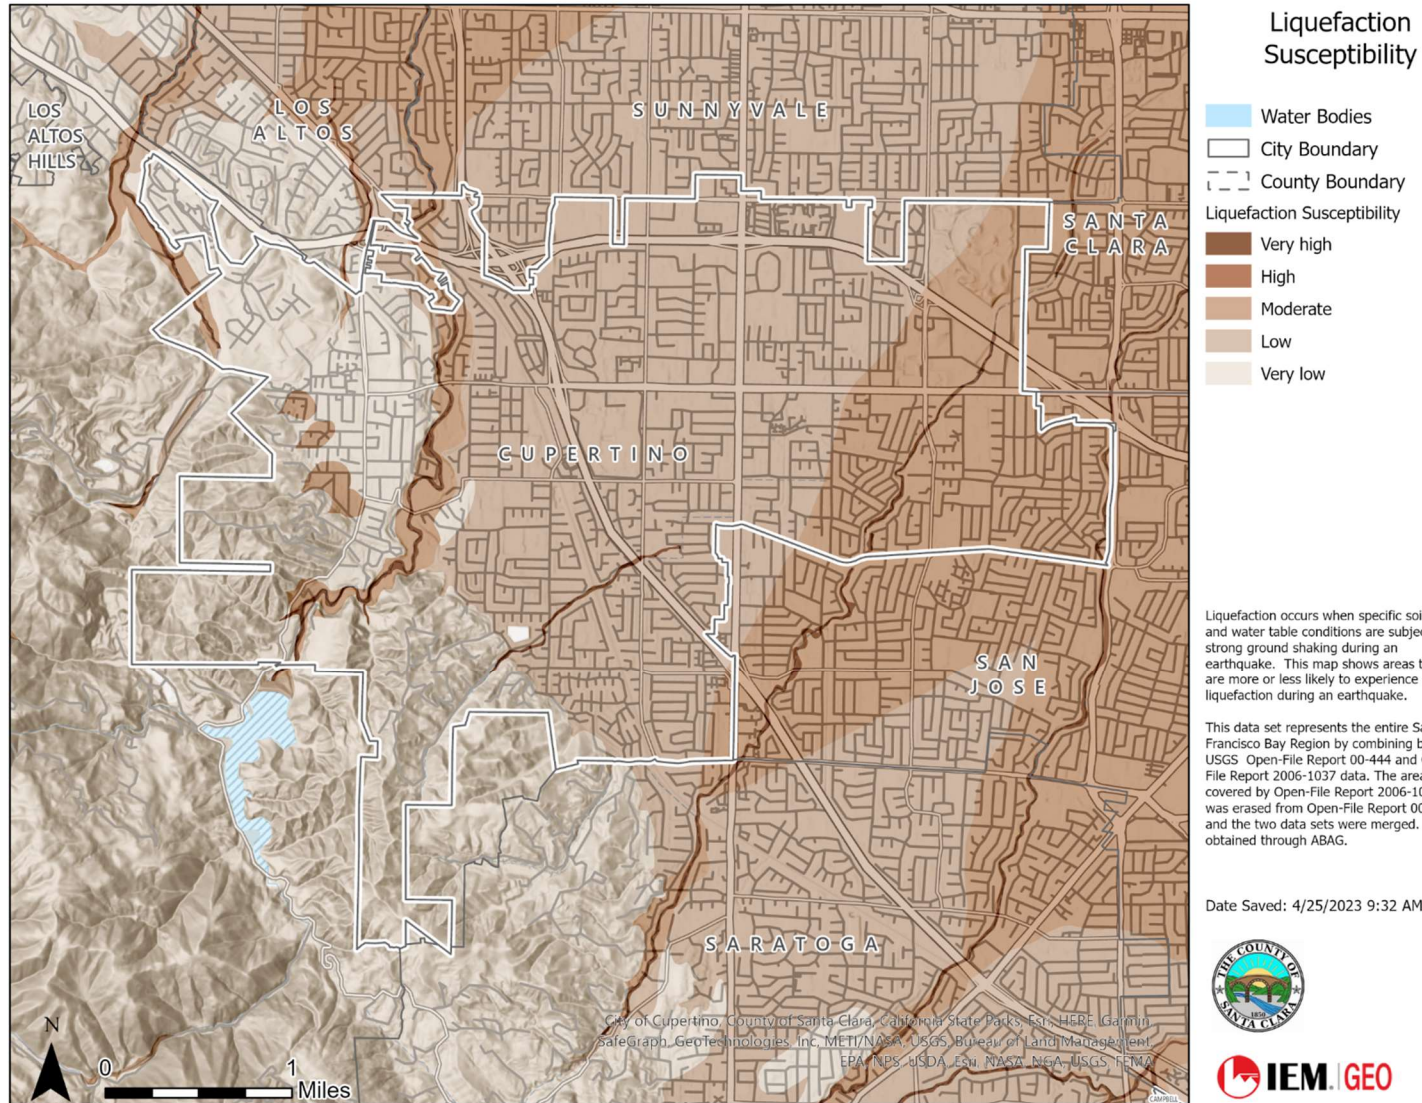 Liquefaction
Susceptibility
Water Bodies
City Boundary
County Boundary
Liquefaction Susceptibility
Very high
High
Moderate
Low
Very low
Liquefaction occurs when specific soi
and water table conditions are subjec
strong ground shaking during an
earthquake. This map shows areas t
are more or less likely to experience
liquefaction during an earthquake.
This data set represents the entire Sa
Francisco Bay Region by combining b
USGS Open-File Report 00-444 and
File Report 2006-1037 data. The area
covered by Open-File Report 2006-10
was erased from Open-File Report 00
and the two data sets were merged.
obtained through ABAG.
Date Saved: 4/25/2023 9:32 AM
THE COUNTY OF
SANTA CLARA
1850
IEM GEO
LOS
ALTOS
HILLS
LOS
ALTOS
SUNNYVALE
SANTA
CLARA
CUPERTINO
SAN
JOSE
SARATOGA
CAMPBELL
City of Cupertino, County of Santa Clara, California State Parks, Esri, HERE, Garmin,
SafeGraph, GeoTechnologies, Inc, METI/NASA, USGS, Bureau of Land Management,
EPA, NPS, USDA, Esri, NASA, NGA, USGS, FEMA
N
0 1
Miles